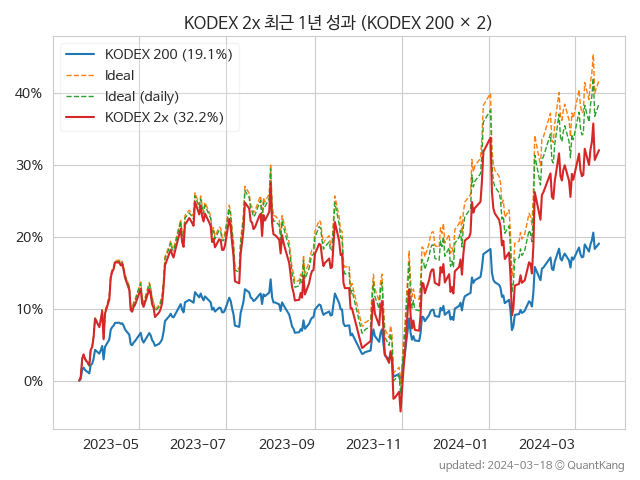 KODEX 2x 최근 1년 성과 (KODEX 200 × 2)
KODEX 200 (19.1%)
Ideal
Ideal (daily)
KODEX 2x (32.2%)
40%
30%
20%
10%
0%
2023-05
2023-07
2023-09
2023-11
2024-01
2024-03
updated: 2024-03-18 © QuantKang